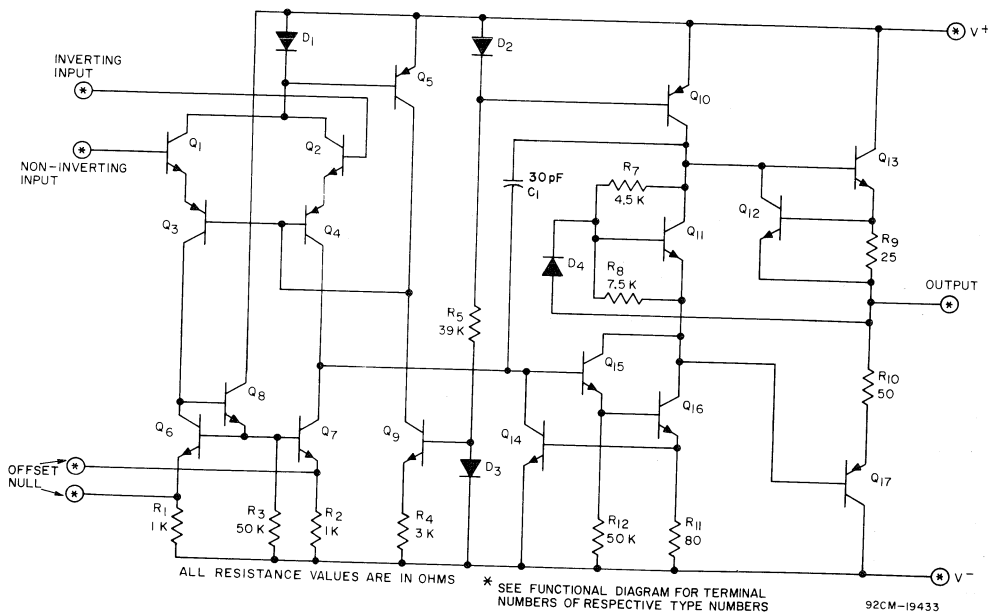 V+
D1
D2
INVERTING
INPUT
Q5
Q10
Q1
Q2
Q13
NON-INVERTING
INPUT
30pF
C1
R7
4.5 K
Q12
Q3
Q4
Q11
R9
25
D4
R8
7.5 K
OUTPUT
R5
39 K
Q15
R10
50
Q8
Q16
Q6
Q7
Q9
Q14
Q17
OFFSET
NULL
D3
R1
1 K
R3
50 K
R2
1K
R4
3 K
R12
50 K
R11
80
V-
ALL RESISTANCE VALUES ARE IN OHMS
* SEE FUNCTIONAL DIAGRAM FOR TERMINAL
NUMBERS OF RESPECTIVE TYPE NUMBERS
92CM-19433